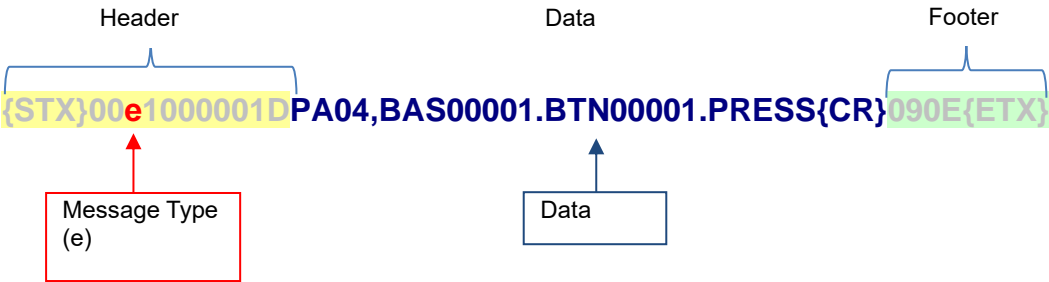 Header Data Footer
{STX}00e1000001DPA04,BAS00001.BTN00001.PRESS{CR}090E{ETX}
Message Type
(e)
Data